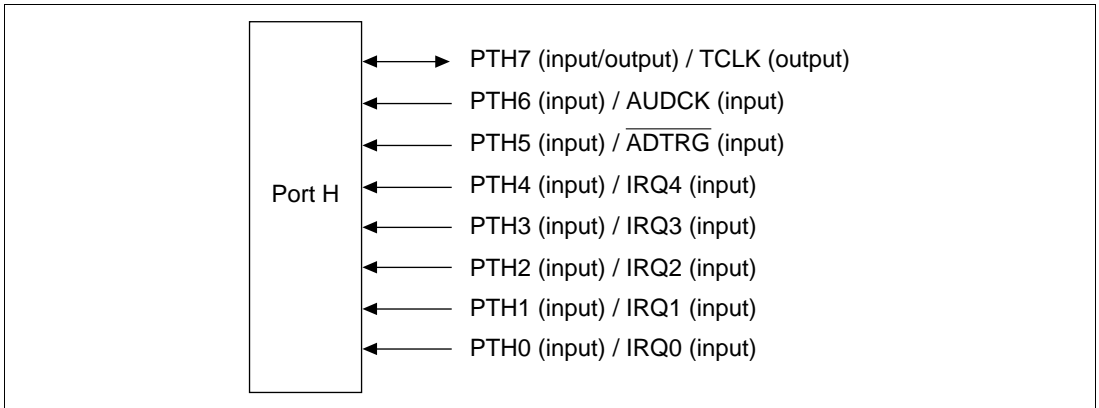 PTH7 (input/output) / TCLK (output)
PTH6 (input) / AUDCK (input)
PTH5 (input) / ADTRG (input)
Port H
PTH4 (input) / IRQ4 (input)
PTH3 (input) / IRQ3 (input)
PTH2 (input) / IRQ2 (input)
PTH1 (input) / IRQ1 (input)
PTH0 (input) / IRQ0 (input)